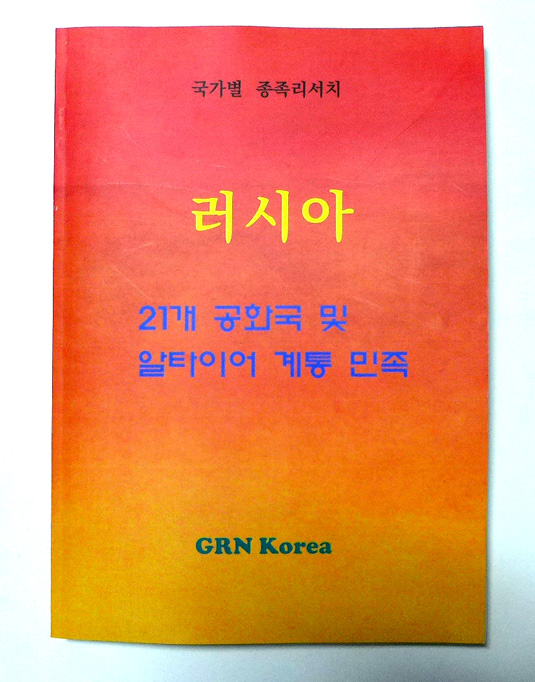 국가별 종족리서치
러시아
21개 공화국 및
알타이어 계통 민족
GRN Korea